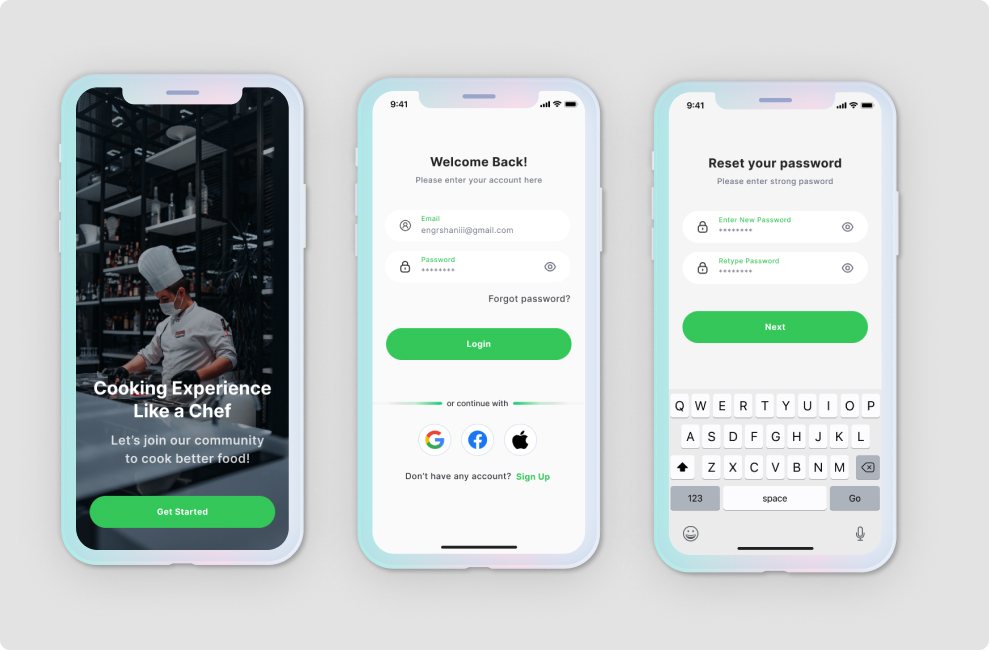 Cooking Experience
Like a Chef
Let's join our community
to cook better food!
Get Started
9:41
Welcome Back!
Please enter your account here
Email
engrshaniii@gmail.com
Password
********
Forgot password?
Login
or continue with
Don't have any account? Sign Up
9:41
Reset your password
Please enter strong pasword
Enter New Password
********
Retype Password
********
Next
Q W E R T Y U I O P
A S D F G H J K L
Z X C V B N M
123 space Go